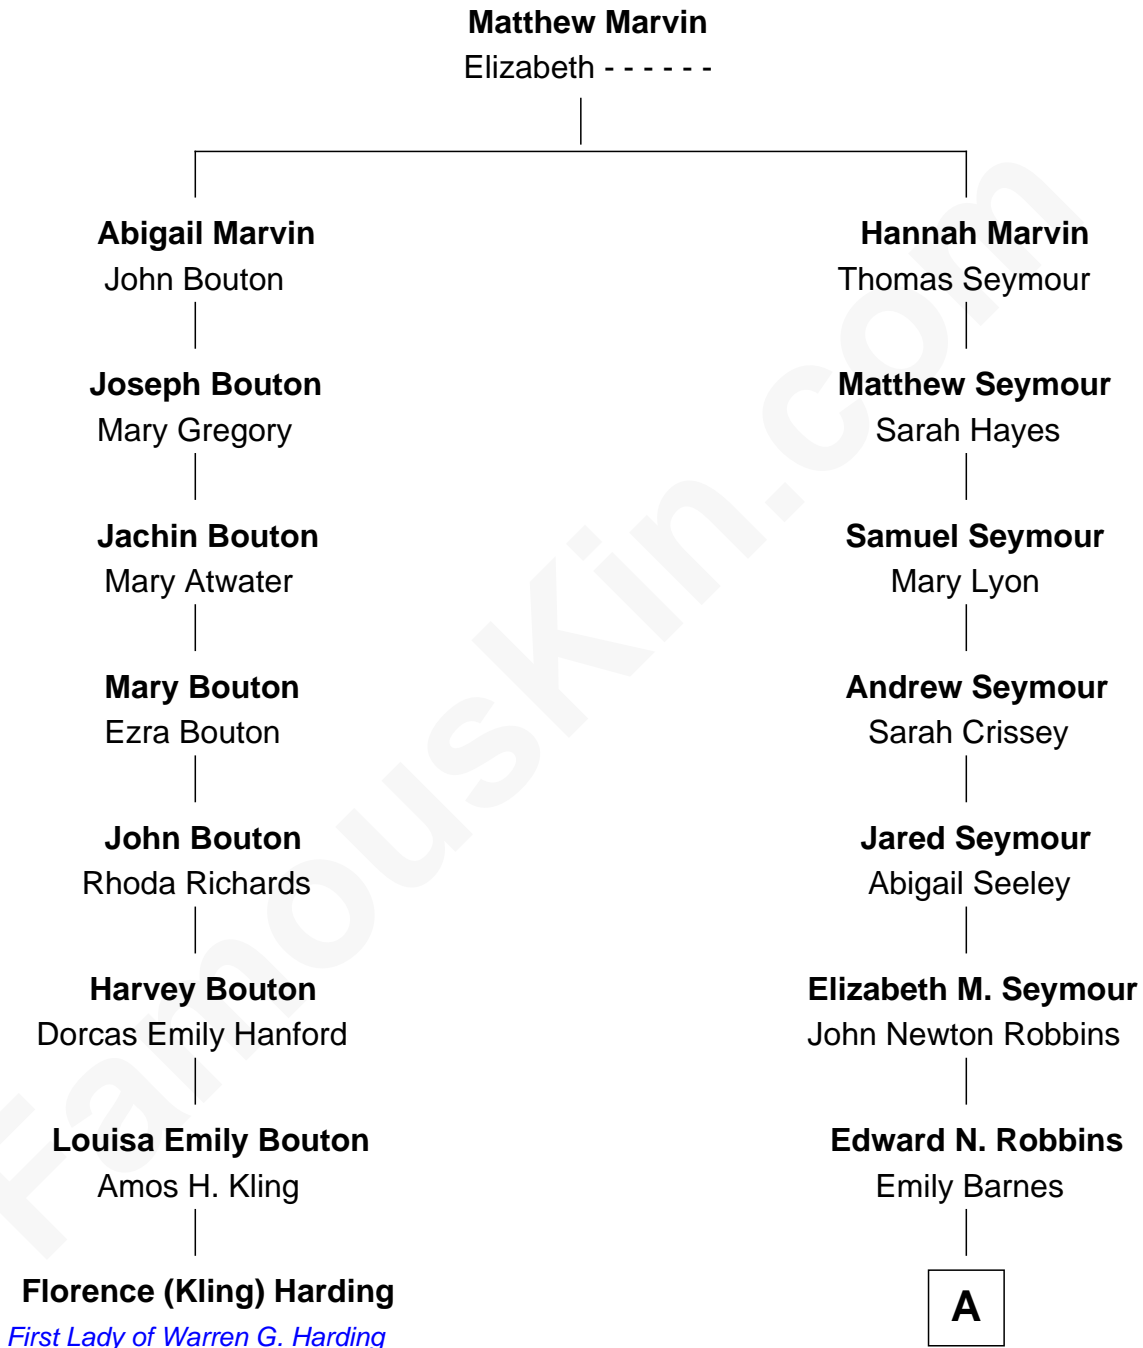 Matthew Marvin
Elizabeth - - - - - -
Abigail Marvin
John Bouton
Hannah Marvin
Thomas Seymour
Joseph Bouton
Mary Gregory
Matthew Seymour
Sarah Hayes
Jachin Bouton
Mary Atwater
Samuel Seymour
Mary Lyon
Mary Bouton
Ezra Bouton
Andrew Seymour
Sarah Crissey
John Bouton
Rhoda Richards
Jared Seymour
Abigail Seeley
Harvey Bouton
Dorcas Emily Hanford
Elizabeth M. Seymour
John Newton Robbins
Louisa Emily Bouton
Amos H. Kling
Edward N. Robbins
Emily Barnes
Florence (Kling) Harding
First Lady of Warren G. Harding
A
FamousKin.com